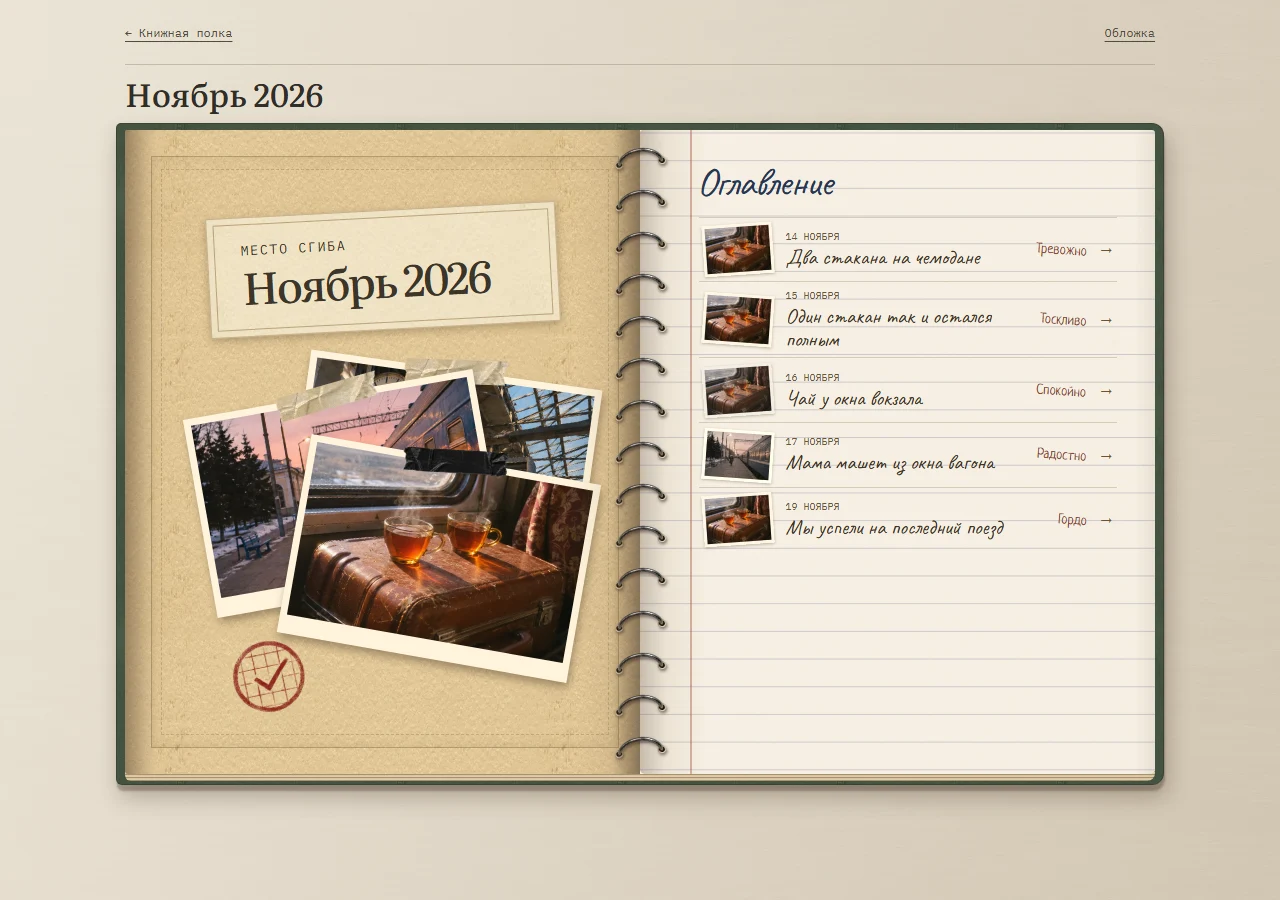 ← Книжная полка
Обложка
Ноябрь 2026
МЕСТО СГИБА
Ноябрь 2026
Оглавление
14 НОЯБРЯ
Два стакана на чемодане
Тревожно →
15 НОЯБРЯ
Один стакан так и остался
полным
Тоскливо →
16 НОЯБРЯ
Чай у окна вокзала
Спокойно →
17 НОЯБРЯ
Мама машет из окна вагона
Радостно →
19 НОЯБРЯ
Мы успели на последний поезд
Гордо →